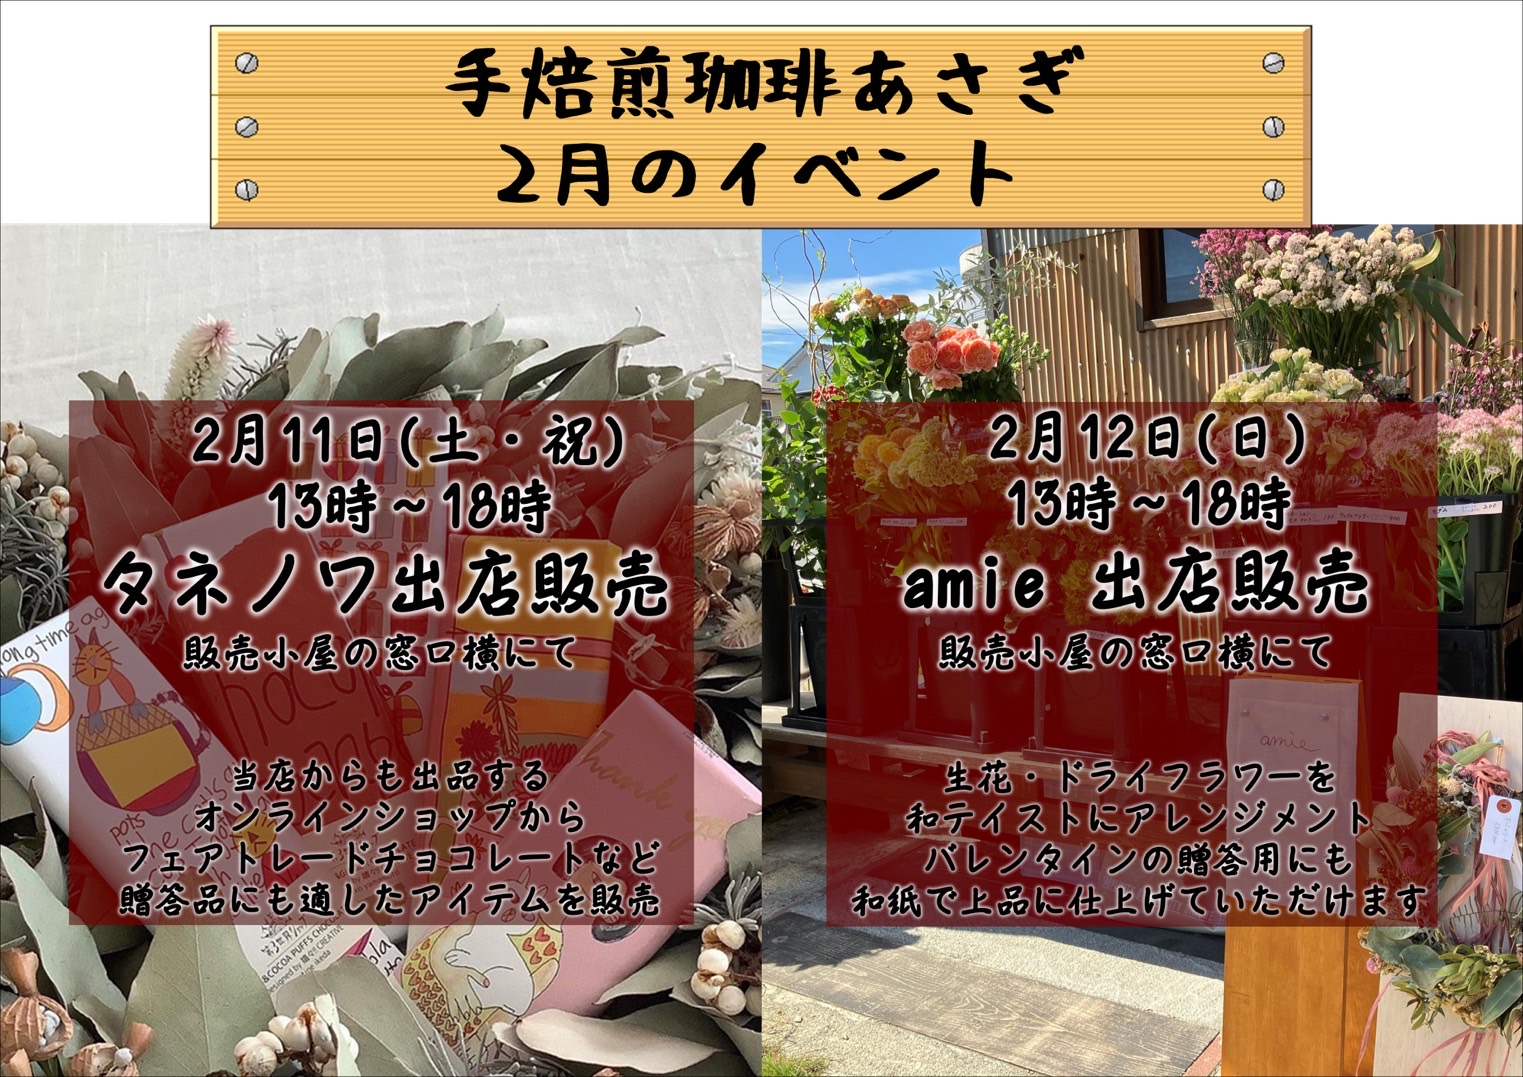 手焙煎珈琲あさぎ
2月のイベント
2月11日(土・祝)
13時~18時
タネノワ出店販売
販売小屋の窓口横にて
当店からも出品する
オンラインショップから
フェアトレードチョコレートなど
贈答品にも適したアイテムを販売
2月12日(日)
13時~18時
amie 出店販売
販売小屋の窓口横にて
amie
生花・ドライフラワーを
和テイストにアレンジメント
バレンタインの贈答用にも
和紙で上品に仕上げていただけます
ong time ag
pots
Thank
&COCOA PUFFS CHO